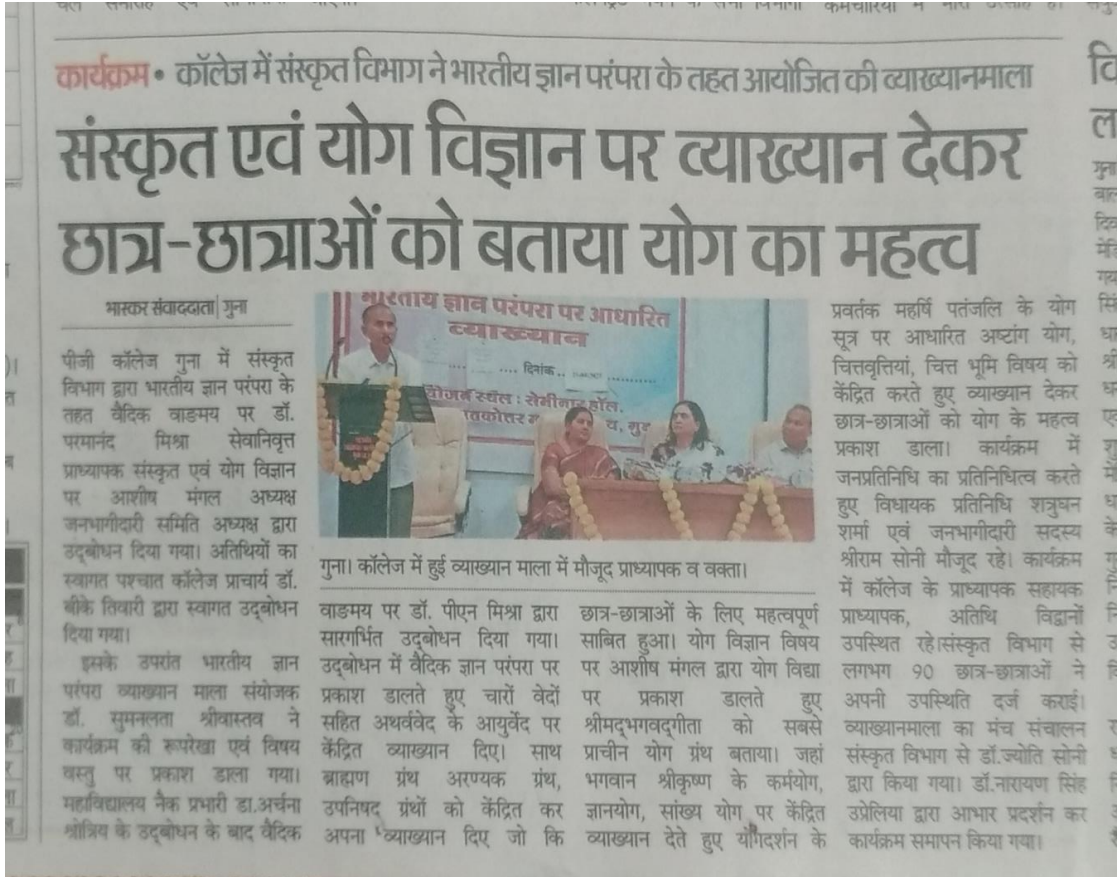 कार्यक्रम • कॉलेज में संस्कृत विभाग ने भारतीय ज्ञान परंपरा के तहत आयोजित की व्याख्यानमाला
संस्कृत एवं योग विज्ञान पर व्याख्यान देकर
छात्र-छात्राओं को बताया योग का महत्व
भास्कर संवाददाता | गुना
पीजी कॉलेज गुना में संस्कृत
विभाग द्वारा भारतीय ज्ञान परंपरा के
तहत वैदिक वाङमय पर डॉ.
परमानंद मिश्रा सेवानिवृत्त
प्राध्यापक संस्कृत एवं योग विज्ञान
पर आशीष मंगल अध्यक्ष
जनभागीदारी समिति अध्यक्ष द्वारा
उद्बोधन दिया गया। अतिथियों का
स्वागत पश्चात कॉलेज प्राचार्य डॉ.
बीके तिवारी द्वारा स्वागत उद्बोधन
दिया गया।
इसके उपरांत भारतीय ज्ञान
परंपरा व्याख्यान माला संयोजक
डॉ. सुमनलता श्रीवास्तव ने
कार्यक्रम की रूपरेखा एवं विषय
वस्तु पर प्रकाश डाला गया।
महाविद्यालय नैक प्रभारी डा.अर्चना
श्रोत्रिय के उद्बोधन के बाद वैदिक
भारतीय ज्ञान परंपरा पर आधारित
व्याख्यान
दिनांक
योजन स्थल : सेमीनार हॉल,
गुना। कॉलेज में हुई व्याख्यान माला में मौजूद प्राध्यापक व वक्ता।
वाङमय पर डॉ. पीएन मिश्रा द्वारा
सारगर्भित उद्बोधन दिया गया।
उद्बोधन में वैदिक ज्ञान परंपरा पर
प्रकाश डालते हुए चारों वेदों
सहित अथर्ववेद के आयुर्वेद पर
केंद्रित व्याख्यान दिए। साथ
ब्राह्मण ग्रंथ अरण्यक ग्रंथ,
उपनिषद ग्रंथों को केंद्रित कर
अपना व्याख्यान दिए जो कि
छात्र-छात्राओं के लिए महत्वपूर्ण
साबित हुआ। योग विज्ञान विषय
पर आशीष मंगल द्वारा योग विद्या
पर प्रकाश डालते हुए
श्रीमद्भगवद्गीता को सबसे
प्राचीन योग ग्रंथ बताया। जहां
भगवान श्रीकृष्ण के कर्मयोग,
ज्ञानयोग, सांख्य योग पर केंद्रित
व्याख्यान देते हुए योगदर्शन के
प्रवर्तक महर्षि पतंजलि के योग
सूत्र पर आधारित अष्टांग योग,
चित्तवृत्तियां, चित्त भूमि विषय को
केंद्रित करते हुए व्याख्यान देकर
छात्र-छात्राओं को योग के महत्व
प्रकाश डाला। कार्यक्रम में
जनप्रतिनिधि का प्रतिनिधित्व करते
हुए विधायक प्रतिनिधि शत्रुघन
शर्मा एवं जनभागीदारी सदस्य
श्रीराम सोनी मौजूद रहे। कार्यक्रम
में कॉलेज के प्राध्यापक सहायक
प्राध्यापक, अतिथि विद्वानों
उपस्थित रहे।संस्कृत विभाग से
लगभग 90 छात्र-छात्राओं ने
अपनी उपस्थिति दर्ज कराई।
व्याख्यानमाला का मंच संचालन
संस्कृत विभाग से डॉ.ज्योति सोनी
द्वारा किया गया। डॉ.नारायण सिंह
उप्रेलिया द्वारा आभार प्रदर्शन कर
कार्यक्रम समापन किया गया।